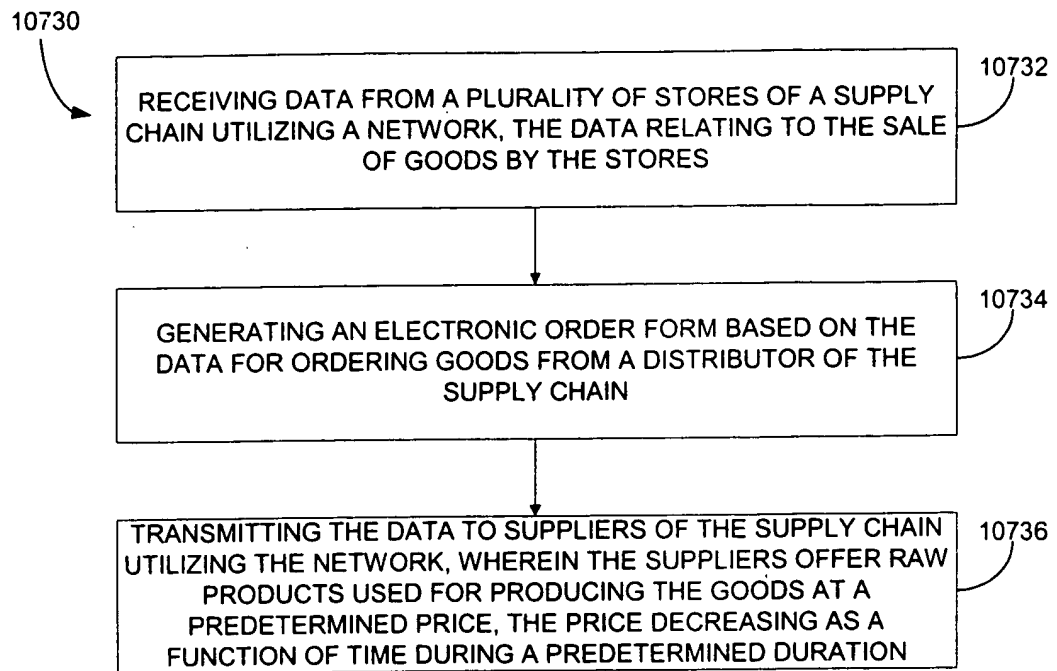 10730
10732
RECEIVING DATA FROM A PLURALITY OF STORES OF A SUPPLY
CHAIN UTILIZING A NETWORK, THE DATA RELATING TO THE SALE
OF GOODS BY THE STORES
10734
GENERATING AN ELECTRONIC ORDER FORM BASED ON THE
DATA FOR ORDERING GOODS FROM A DISTRIBUTOR OF THE
SUPPLY CHAIN
10736
TRANSMITTING THE DATA TO SUPPLIERS OF THE SUPPLY CHAIN
UTILIZING THE NETWORK, WHEREIN THE SUPPLIERS OFFER RAW
PRODUCTS USED FOR PRODUCING THE GOODS AT A
PREDETERMINED PRICE, THE PRICE DECREASING AS A
FUNCTION OF TIME DURING A PREDETERMINED DURATION